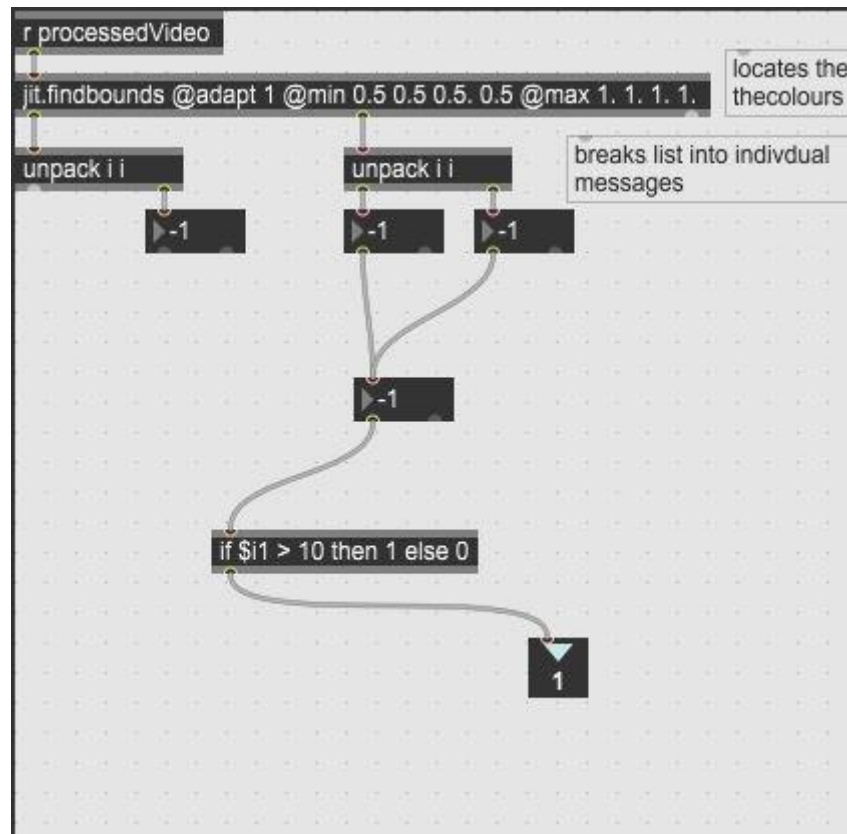 r processedVideo
locates the
thecolours
jit.findbounds @adapt 1 @min 0.5 0.5 0.5. 0.5 @max 1. 1. 1. 1.
breaks list into indivdual
messages
unpack i i
unpack i i
-1
-1
-1
-1
if $i1 > 10 then 1 else 0
1